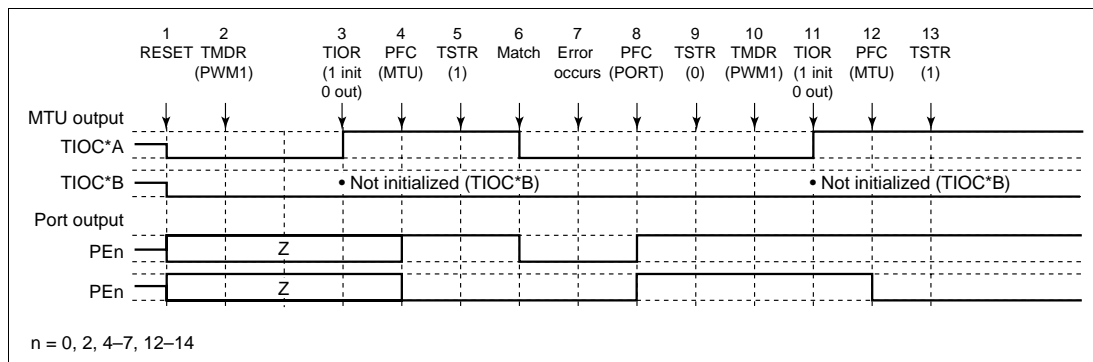 1 2 3 4 5 6 7 8 9 10 11 12 13
RESET TMDR TIOR PFC TSTR Match Error PFC TSTR TMDR TIOR PFC TSTR
(PWM1) (1 init (MTU) (1) occurs (PORT) (0) (PWM1) (1 init (MTU) (1)
0 out) 0 out)
MTU output
TIOC*A
TIOC*B • Not initialized (TIOC*B) • Not initialized (TIOC*B)
Port output
PEn Z
PEn Z
n = 0, 2, 4–7, 12–14